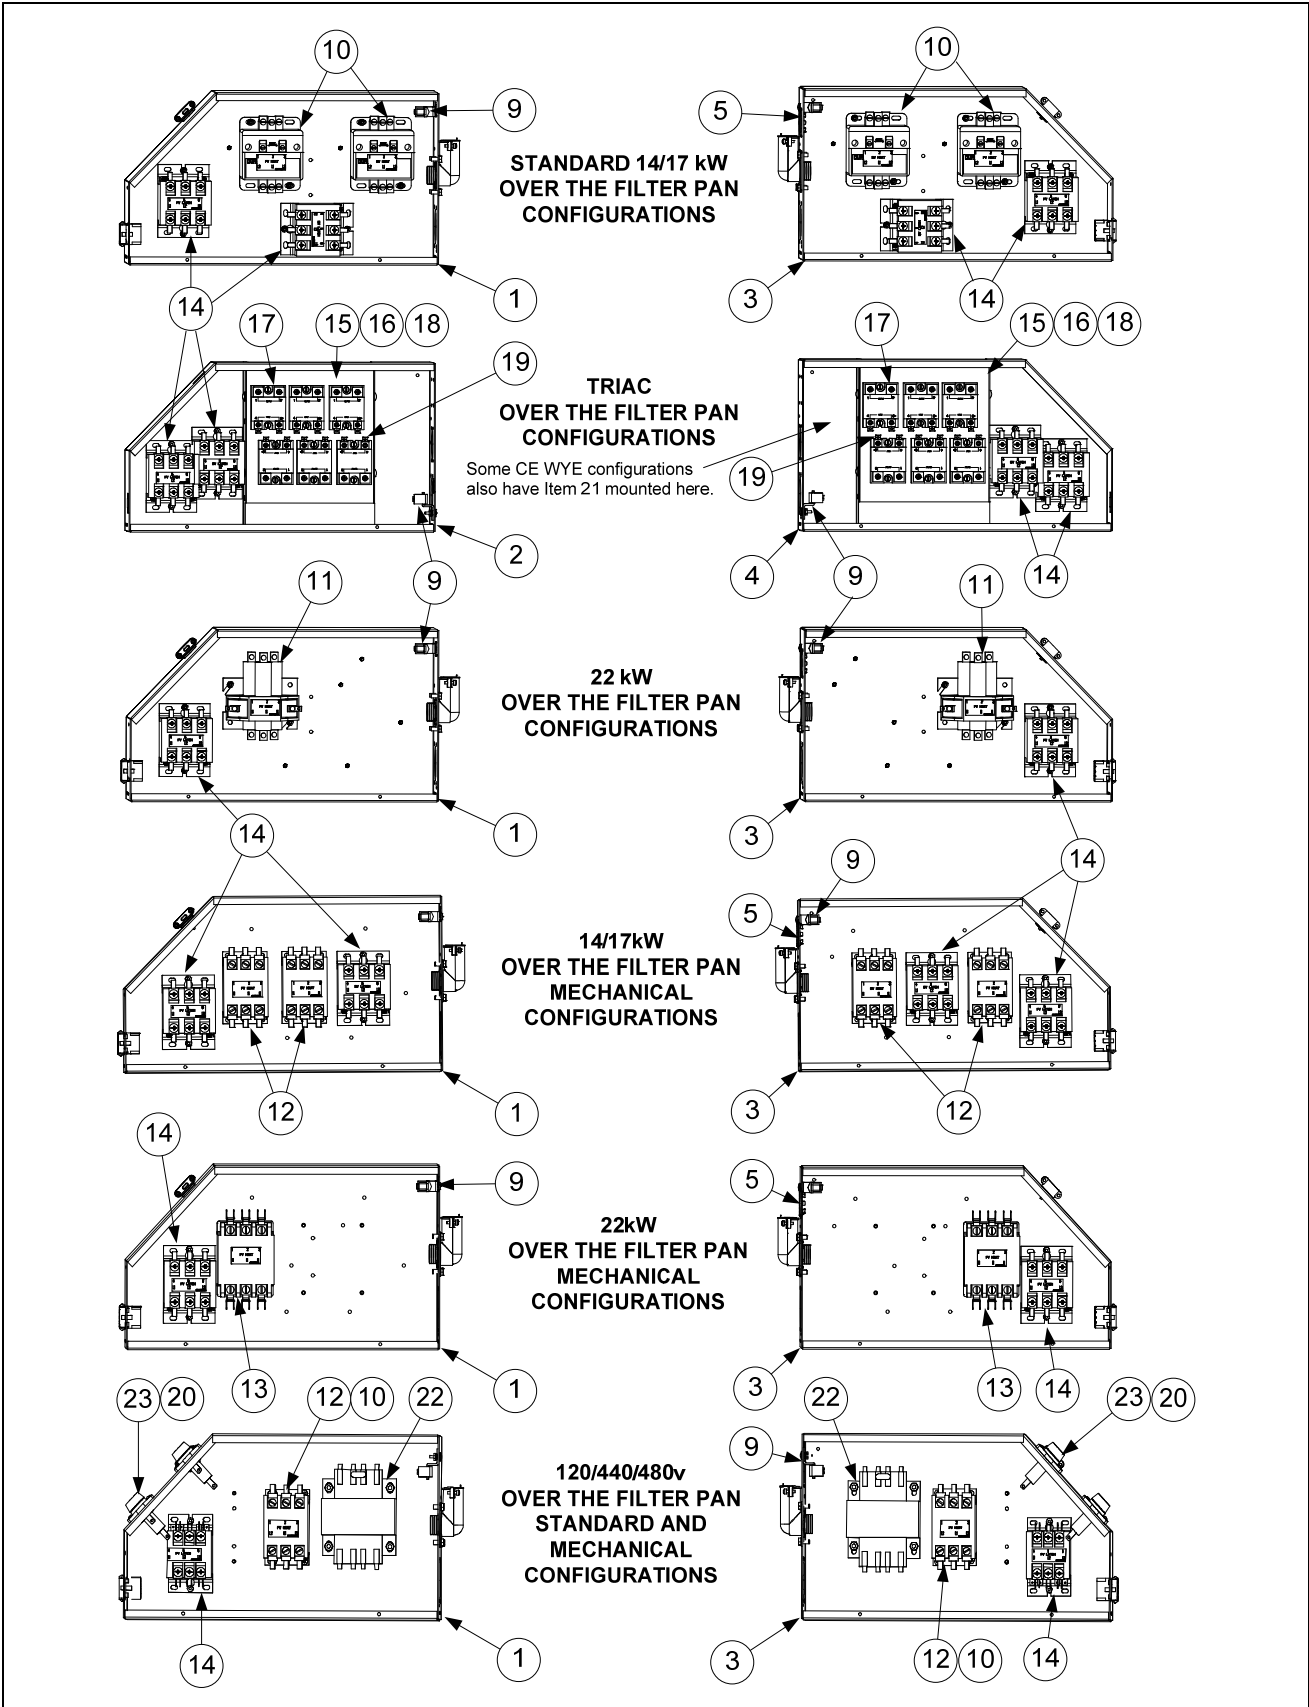 10
9
10
5
STANDARD 14/17 kW
OVER THE FILTER PAN
CONFIGURATIONS
14
1
3
14
17
15 16 18
19
17
15 16 18
TRIAC
OVER THE FILTER PAN
CONFIGURATIONS
Some CE WYE configurations
also have Item 21 mounted here.
19
2
4
11
9
9
11
14
22 kW
OVER THE FILTER PAN
CONFIGURATIONS
14
1
3
9
14
5
14/17kW
OVER THE FILTER PAN
MECHANICAL
CONFIGURATIONS
12
1
3
12
14
9
5
22kW
OVER THE FILTER PAN
MECHANICAL
CONFIGURATIONS
13
1
3
13
14
23 20
12 10
22
22
9
23 20
120/440/480v
OVER THE FILTER PAN
STANDARD AND
MECHANICAL
CONFIGURATIONS
14
1
3
12 10
14